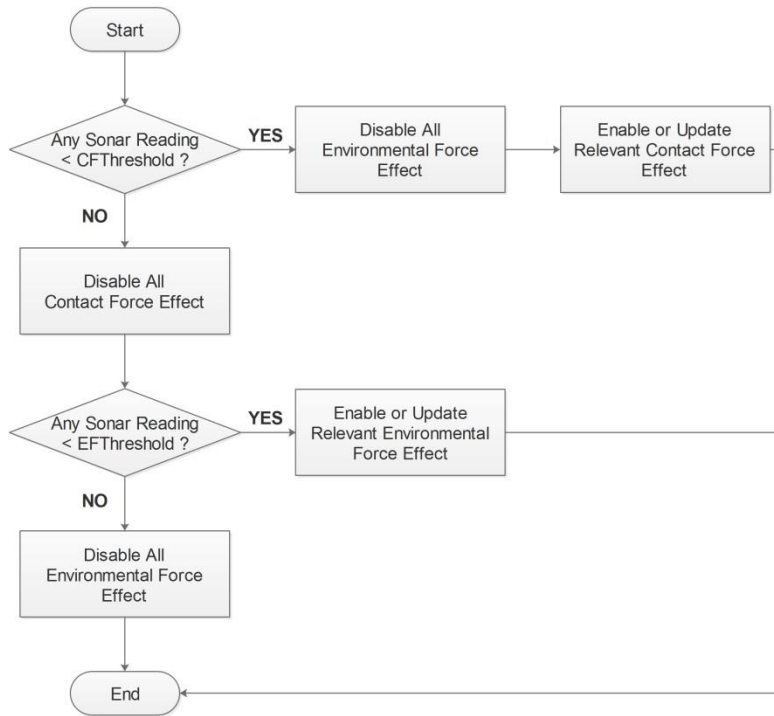 Start
Any Sonar Reading
< CFThreshold ?
YES
Disable All
Environmental Force
Effect
Enable or Update
Relevant Contact Force
Effect
NO
Disable All
Contact Force Effect
Any Sonar Reading
< EFThreshold ?
YES
Enable or Update
Relevant Environmental
Force Effect
NO
Disable All
Environmental Force
Effect
End